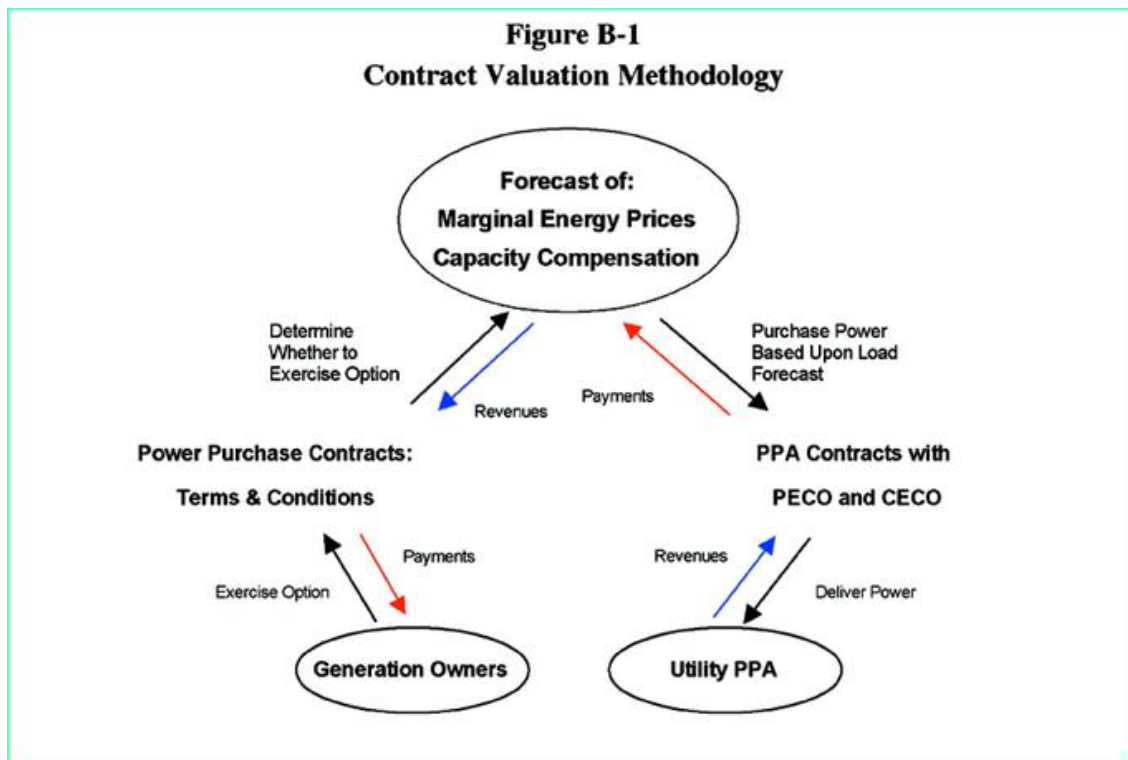 Figure B-1
Contract Valuation Methodology
Forecast of:
Marginal Energy Prices
Capacity Compensation
Determine
Whether to
Exercise Option
Revenues
Payments
Purchase Power
Based Upon Load
Forecast
Power Purchase Contracts:
Terms & Conditions
PPA Contracts with
PECO and CECO
Exercise Option
Payments
Revenues
Deliver Power
Generation Owners
Utility PPA